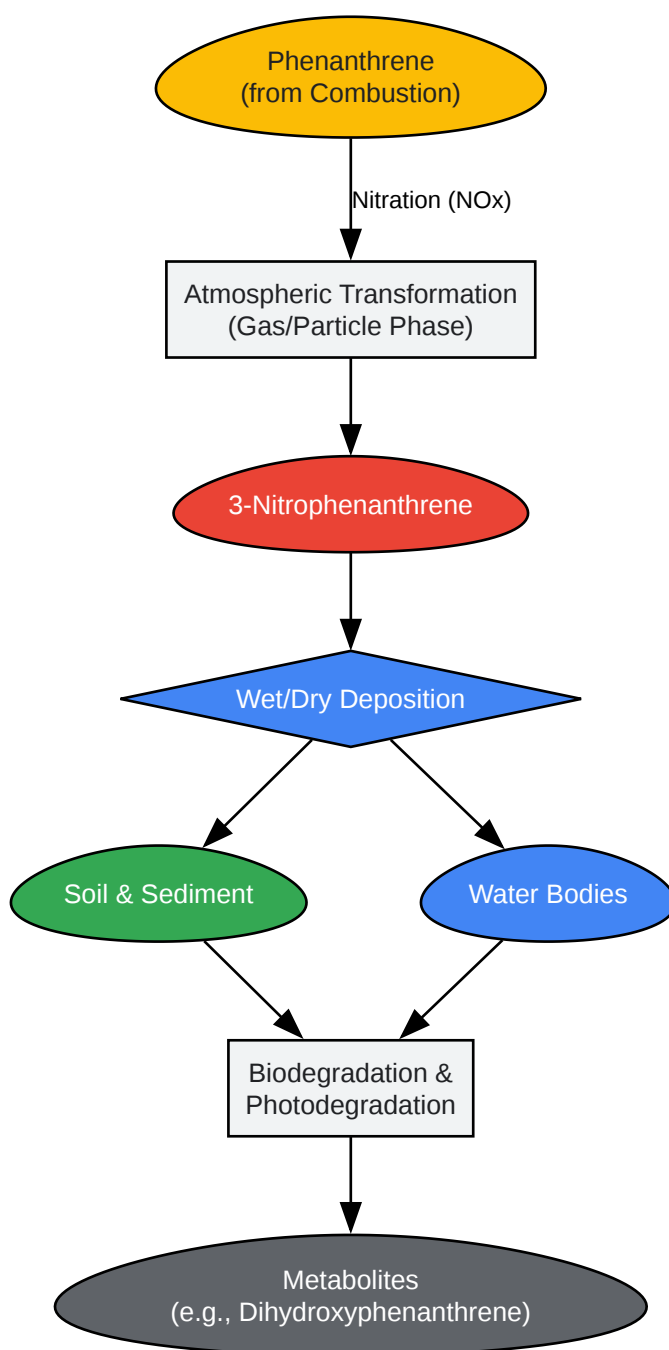 Phenanthrene
(from Combustion)
Nitration (NOx)
Atmospheric Transformation
(Gas/Particle Phase)
3-Nitrophenanthrene
Wet/Dry Deposition
Soil & Sediment
Water Bodies
Biodegradation &
Photodegradation
Metabolites
(e.g., Dihydroxyphenanthrene)